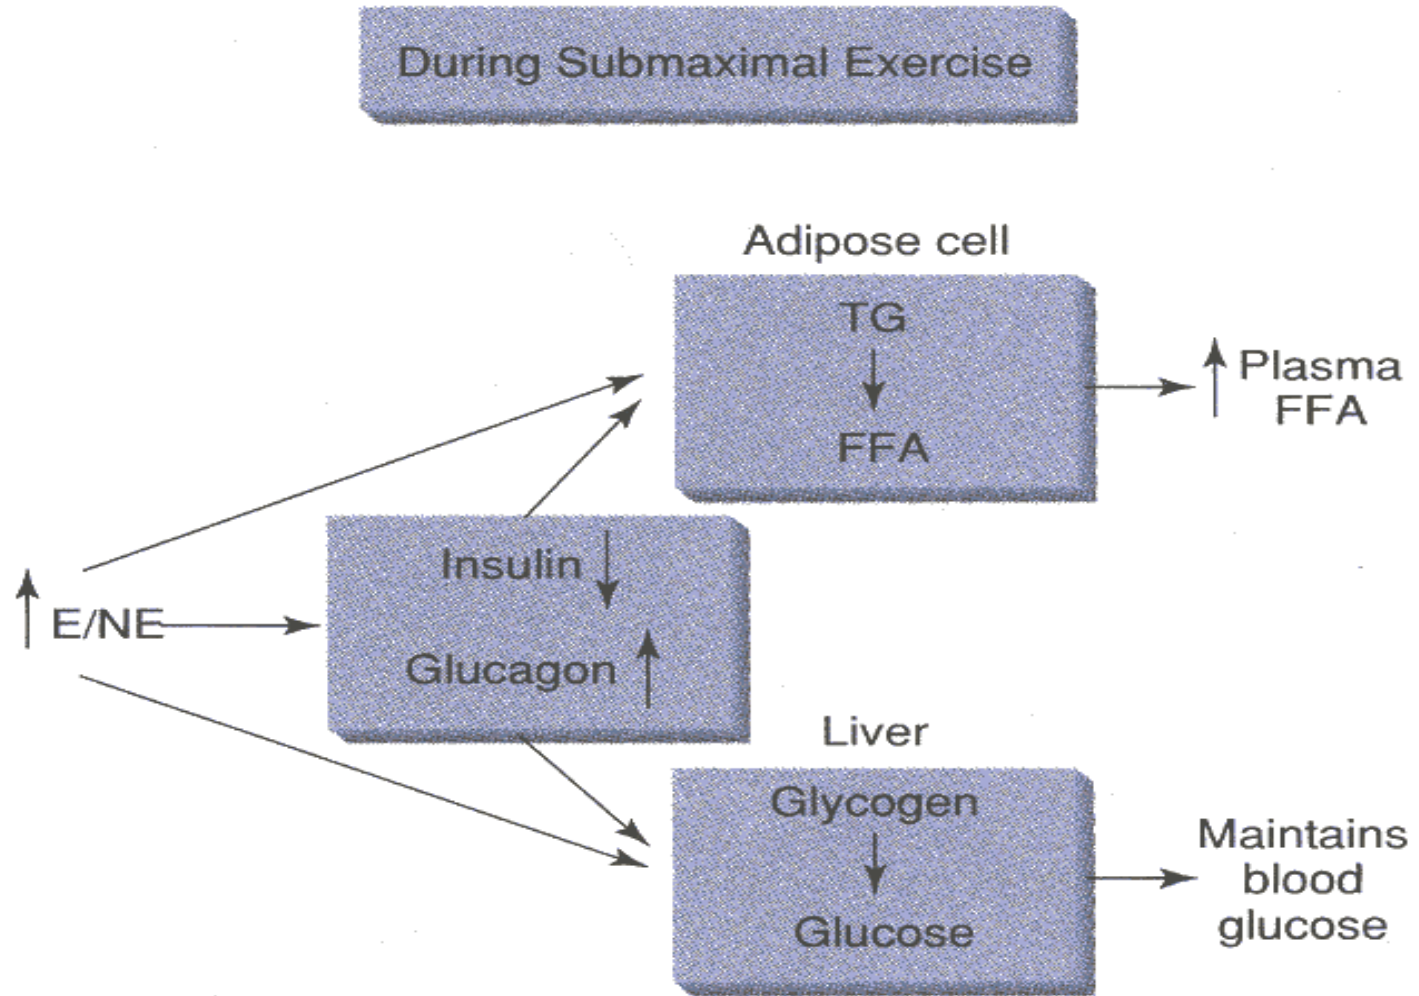 During Submaximal Exercise
Adipose cell
TG
FFA
Plasma
FFA
Insulin
Glucagon
E/NE
Liver
Glycogen
Glucose
Maintains
blood
glucose